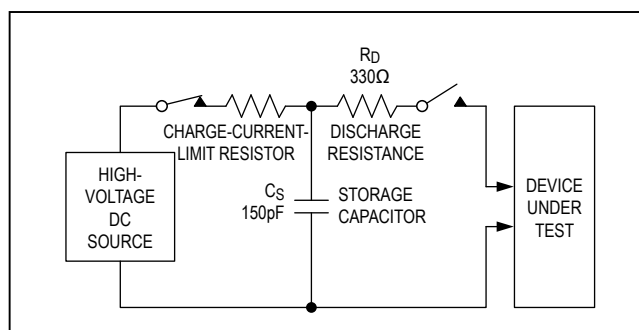 RD
330Ω
CHARGE-CURRENT-
LIMIT RESISTOR
DISCHARGE
RESISTANCE
HIGH-
VOLTAGE
DC
SOURCE
CS
150pF
STORAGE
CAPACITOR
DEVICE
UNDER
TEST